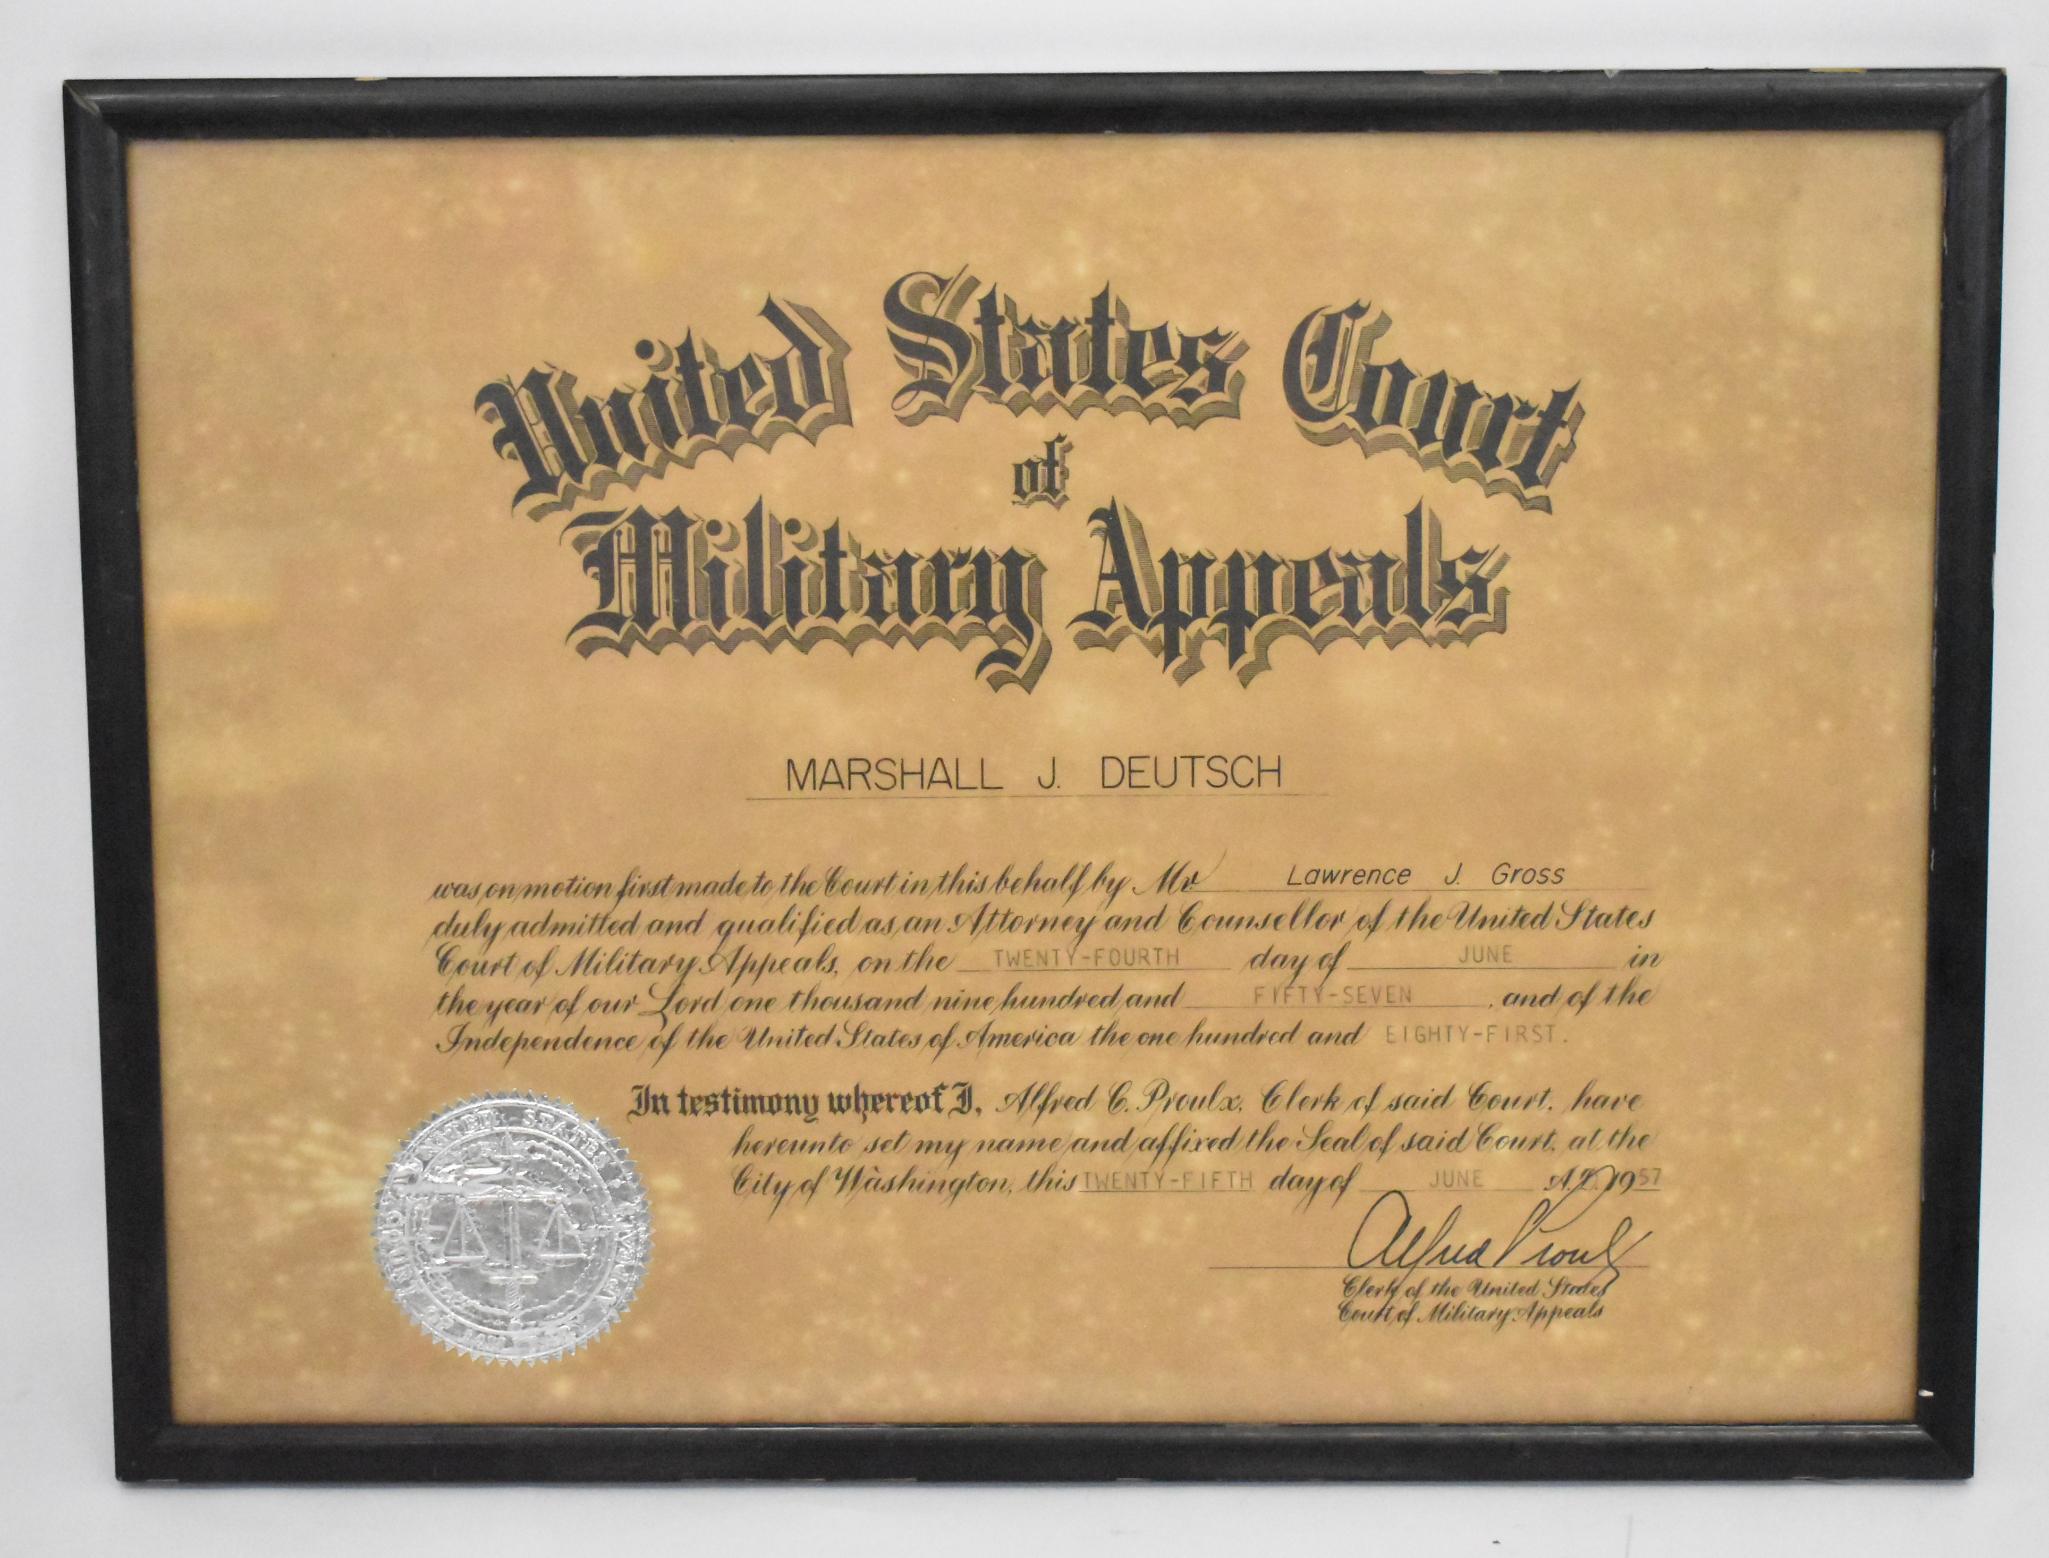 United States Court
of
Military Appeals
MARSHALL J. DEUTSCH
was on motion first made to the Court in this behalf by Mr. Lawrence J. Gross
duly admitted and qualified as an Attorney and Counsellor of the United States
Court of Military Appeals, on the TWENTY-FOURTH day of JUNE in
the year of our Lord one thousand nine hundred and FIFTY-SEVEN, and of the
Independence of the United States of America the one hundred and EIGHTY-FIRST.
In testimony whereof I, Alfred C. Proulx, Clerk of said Court, have
hereunto set my name and affixed the Seal of said Court, at the
City of Washington, this TWENTY-FIFTH day of JUNE A.D. 1957
Alfred Proulx
Clerk of the United States
Court of Military Appeals
UNITED STATES